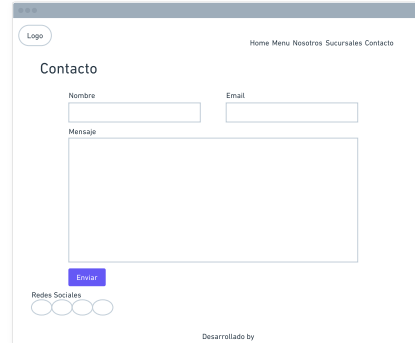 Logo
Home Menu Nosotros Sucursales Contacto
Contacto
Nombre Email
Mensaje
Enviar
Redes Sociales
Desarrollado by